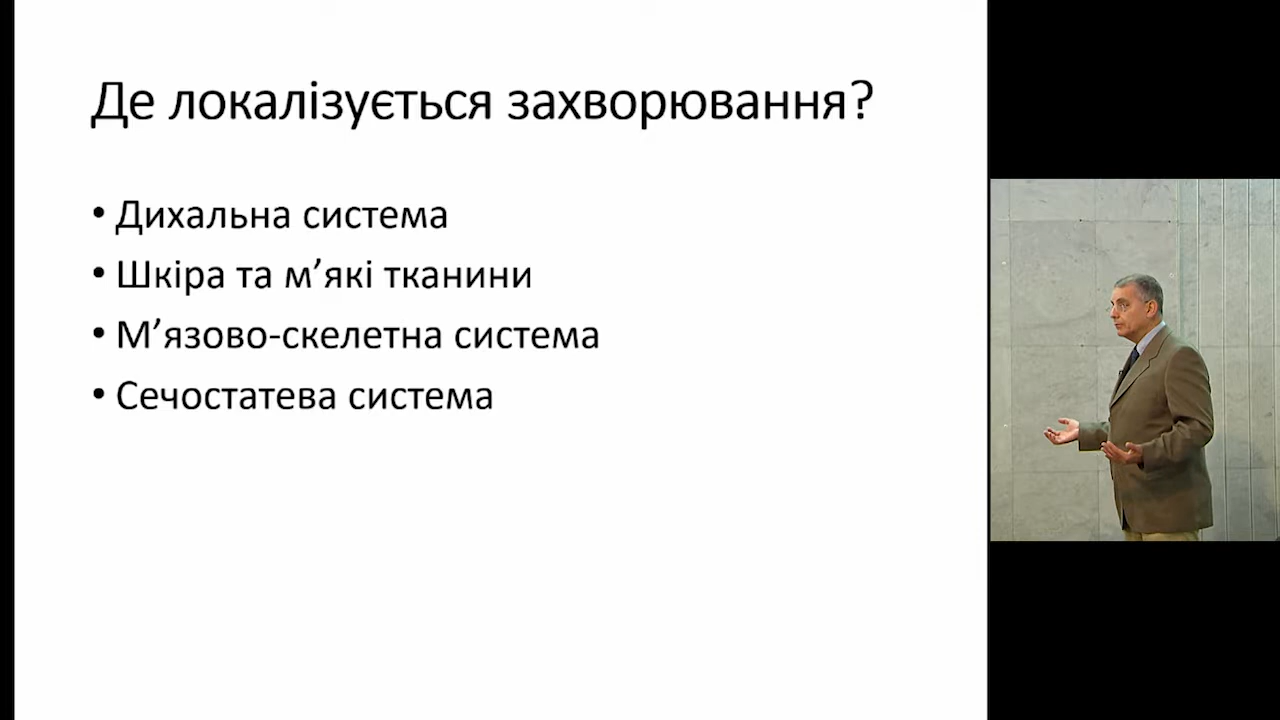 Де локалізується захворювання?
• Дихальна система
• Шкіра та м’які тканини
• М’язово-скелетна система
• Сечостатева система